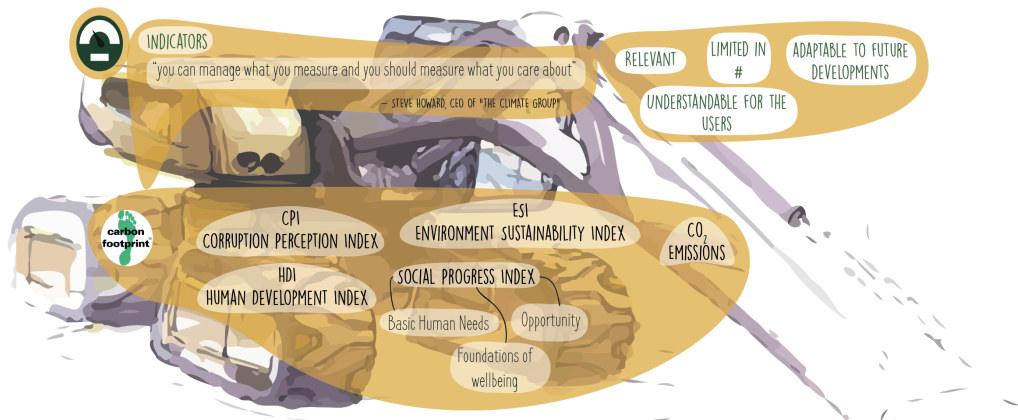 INDICATORS
"you can manage what you measure and you should measure what you care about"
– STEVE HOWARD, CEO OF "THE CLIMATE GROUP"
RELEVANT
LIMITED IN
#
ADAPTABLE TO FUTURE
DEVELOPMENTS
UNDERSTANDABLE FOR THE
USERS
carbon
footprint™
CPI
CORRUPTION PERCEPTION INDEX
ESI
ENVIRONMENT SUSTAINABILITY INDEX
CO₂
EMISSIONS
HDI
HUMAN DEVELOPMENT INDEX
SOCIAL PROGRESS INDEX
Basic Human Needs
Opportunity
Foundations of
wellbeing